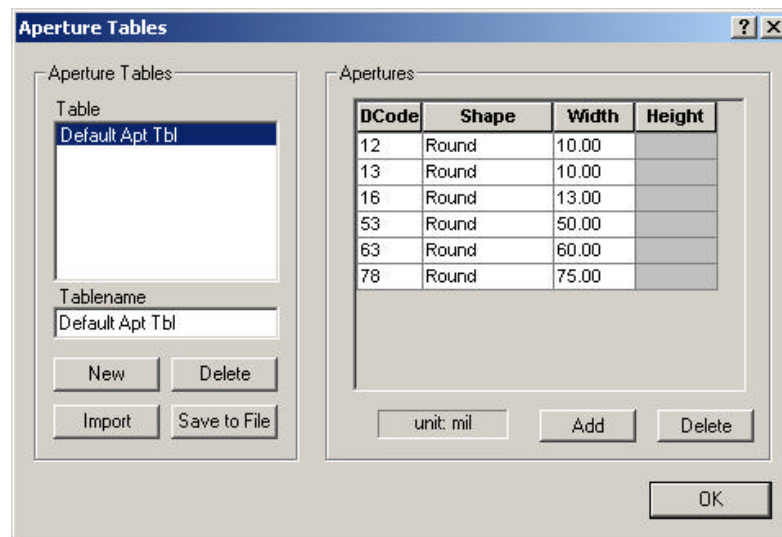 Aperture Tables
Aperture Tables
Table
Default Apt Tbl
Tablename
Default Apt Tbl
New Delete
Import Save to File
Apertures
DCode Shape Width Height
12 Round 10.00
13 Round 10.00
16 Round 13.00
53 Round 50.00
63 Round 60.00
78 Round 75.00
unit: mil Add Delete
OK